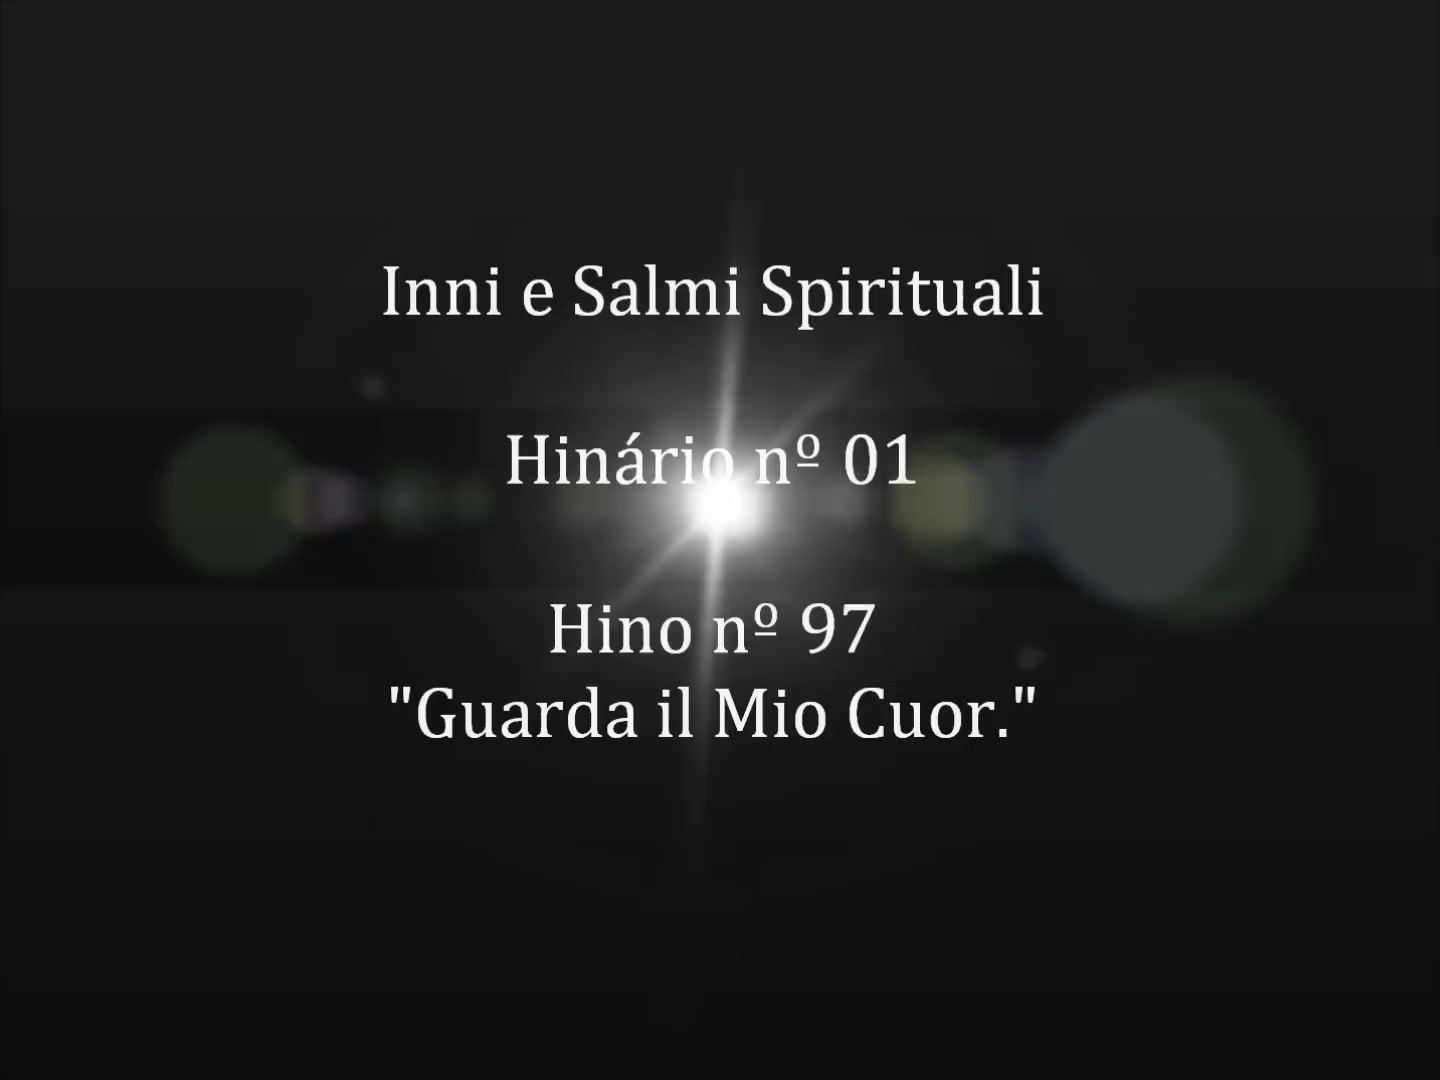 Inni e Salmi Spirituali
Hinário nº 01
Hino nº 97
"Guarda il Mio Cuor."